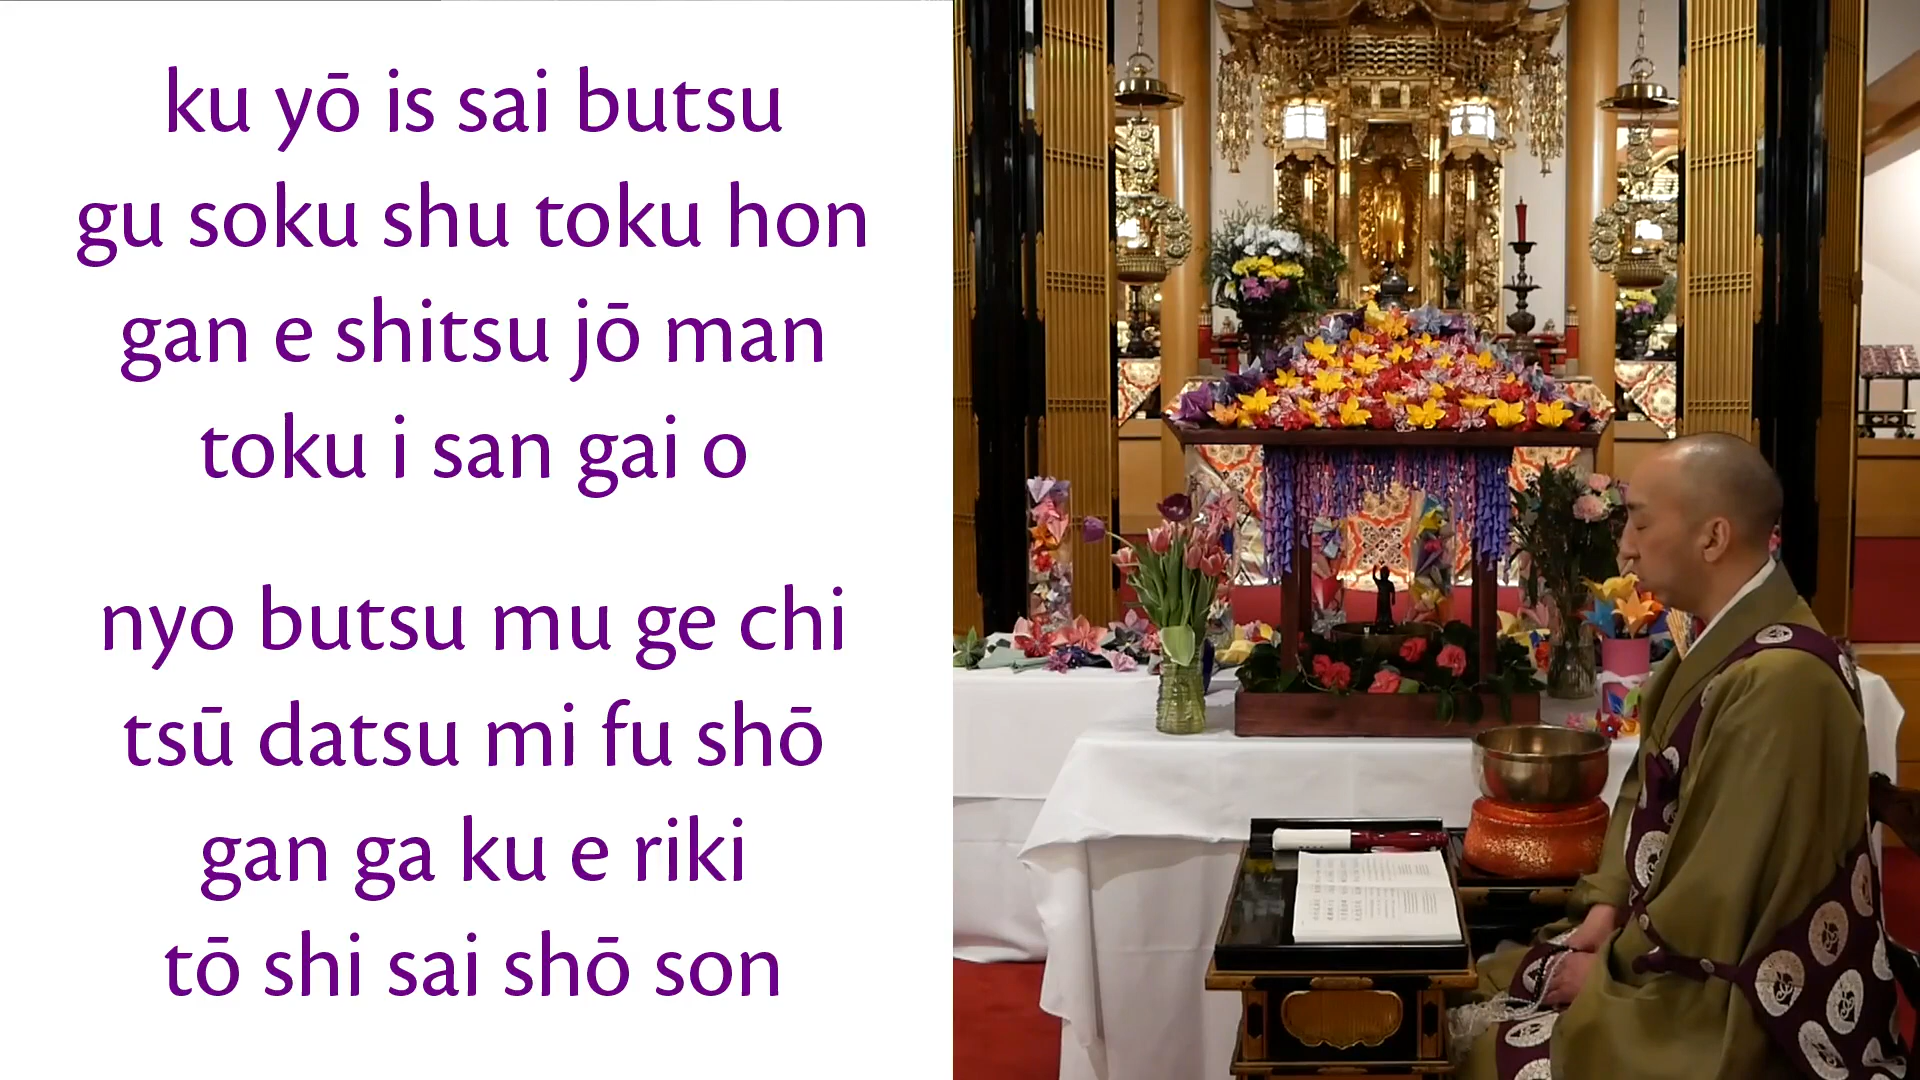 ku yō is sai butsu
gu soku shu toku hon
gan e shitsu jō man
toku i san gai o
nyo butsu mu ge chi
tsū datsu mi fu shō
gan ga ku e riki
tō shi sai shō son